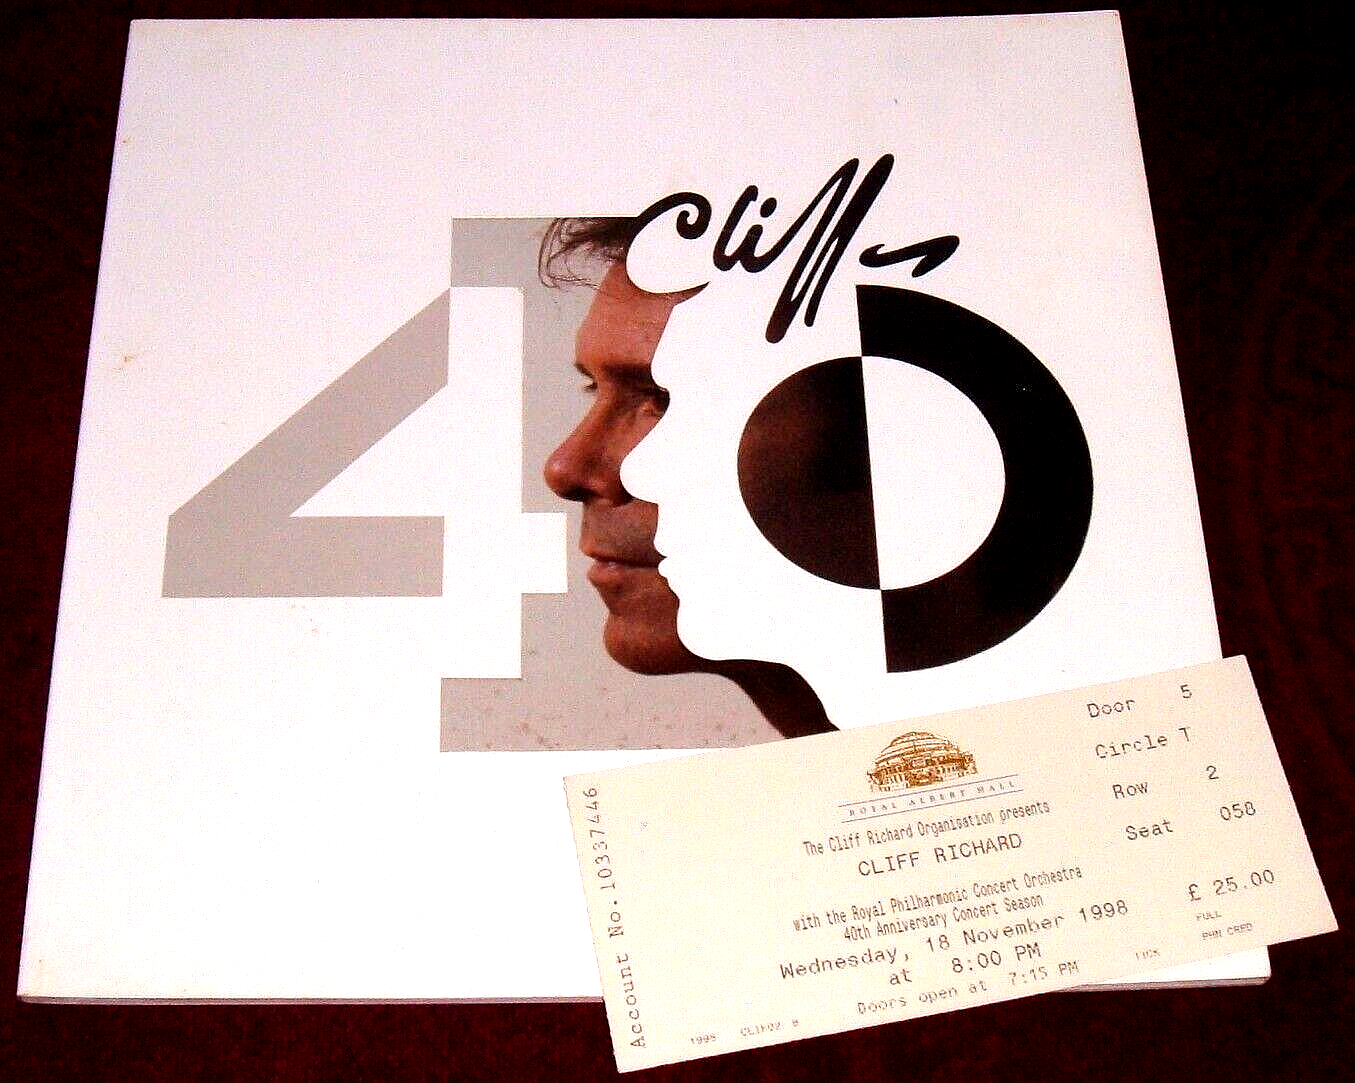 Cliff
40
Account No. 10337446
ROYAL ALBERT HALL
The Cliff Richard Organisation presents
CLIFF RICHARD
with the Royal Philharmonic Concert Orchestra
40th Anniversary Concert Season
Wednesday, 18 November 1998
at 8:00 PM
Doors open at 7:15 PM
Door 5
Circle T
Row 2
Seat 058
£ 25.00
FULL
1998